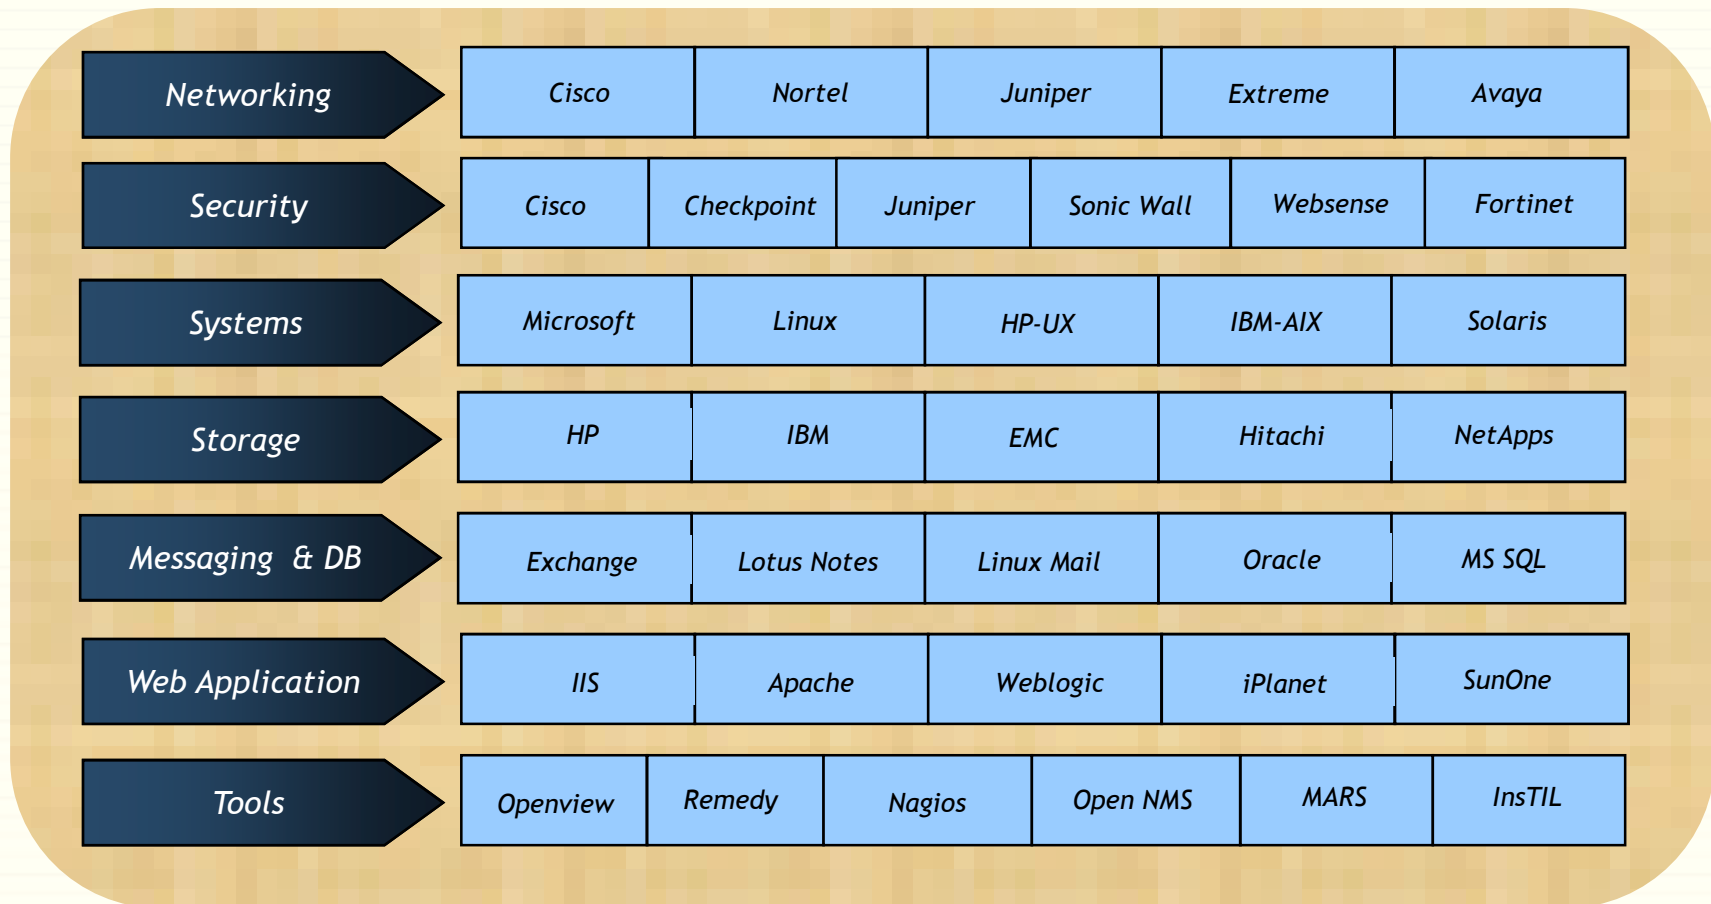 Networking Cisco Nortel Juniper Extreme Avaya
Security Cisco Checkpoint Juniper Sonic Wall Websense Fortinet
Systems Microsoft Linux HP-UX IBM-AIX Solaris
Storage HP IBM EMC Hitachi NetApps
Messaging & DB Exchange Lotus Notes Linux Mail Oracle MS SQL
Web Application IIS Apache Weblogic iPlanet SunOne
Tools Openview Remedy Nagios Open NMS MARS InsTIL